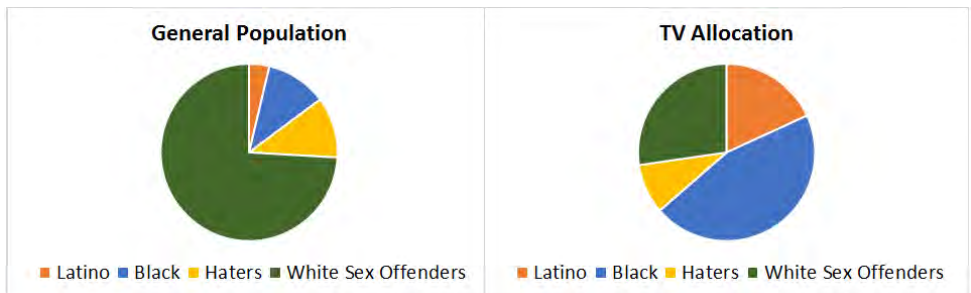 General Population
Latino Black Haters White Sex Offenders
TV Allocation
Latino Black Haters White Sex Offenders